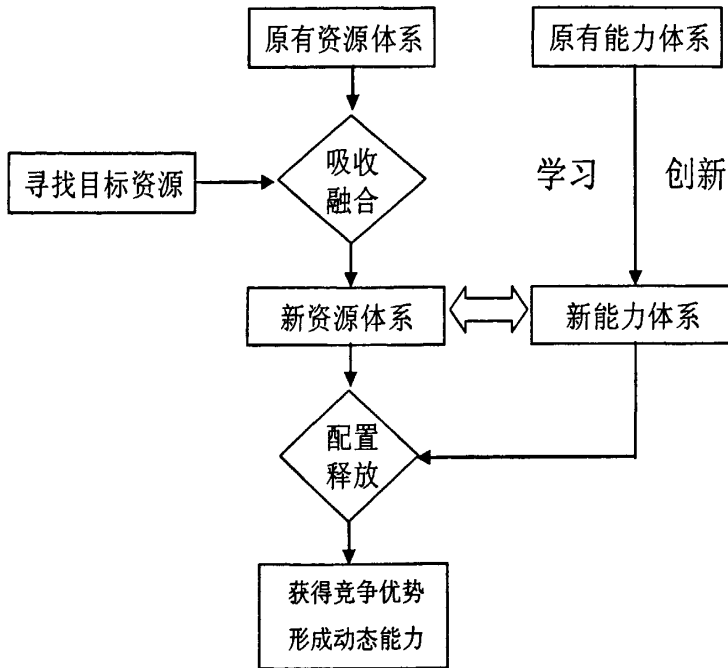 原有资源体系
原有能力体系
寻找目标资源
吸收
融合
学习
创新
新资源体系
新能力体系
配置
释放
获得竞争优势
形成动态能力